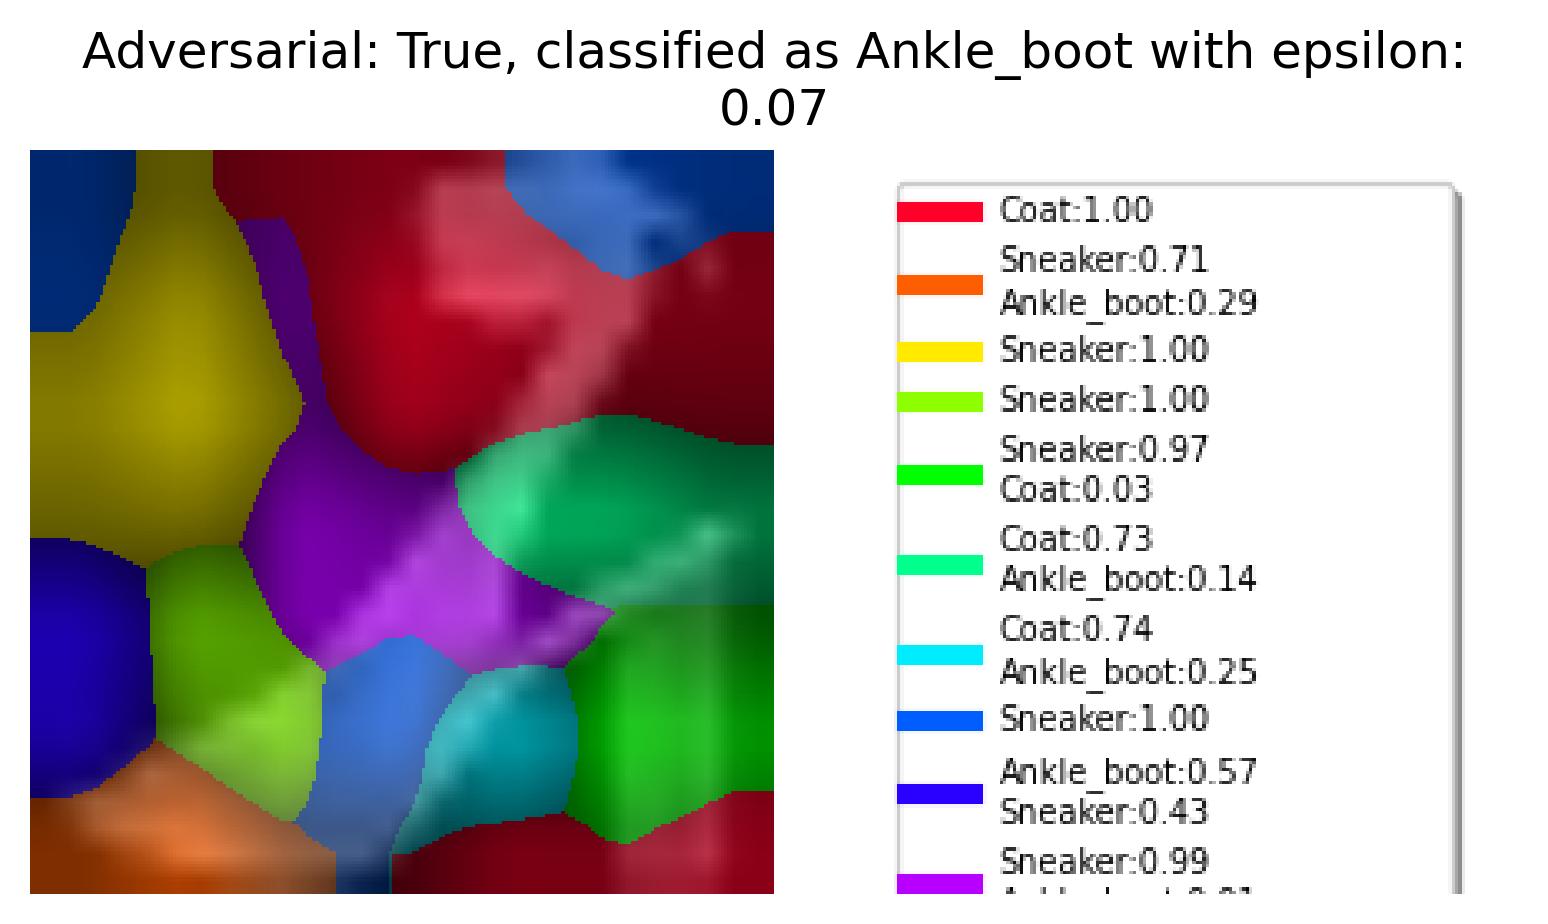 Adversarial: True, classified as Ankle_boot with epsilon:
0.07
Coat:1.00
Sneaker:0.71
Ankle_boot:0.29
Sneaker:1.00
Sneaker:1.00
Sneaker:0.97
Coat:0.03
Coat:0.73
Ankle_boot:0.14
Coat:0.74
Ankle_boot:0.25
Sneaker:1.00
Ankle_boot:0.57
Sneaker:0.43
Sneaker:0.99